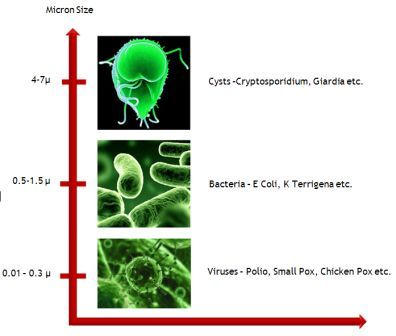 Micron Size
4-7µ
Cysts -Cryptosporidium, Giardia etc.
0.5-1.5 µ
Bacteria - E Coli, K Terrigena etc.
0.01 - 0.3 µ
Viruses - Polio, Small Pox, Chicken Pox etc.